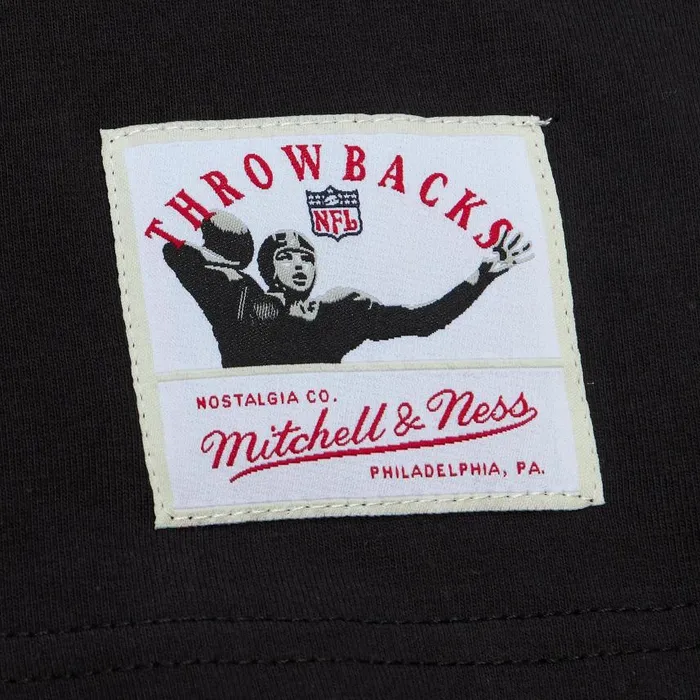 THROWBACKS
NFL
NOSTALGIA CO.
Mitchell & Ness
PHILADELPHIA, PA.